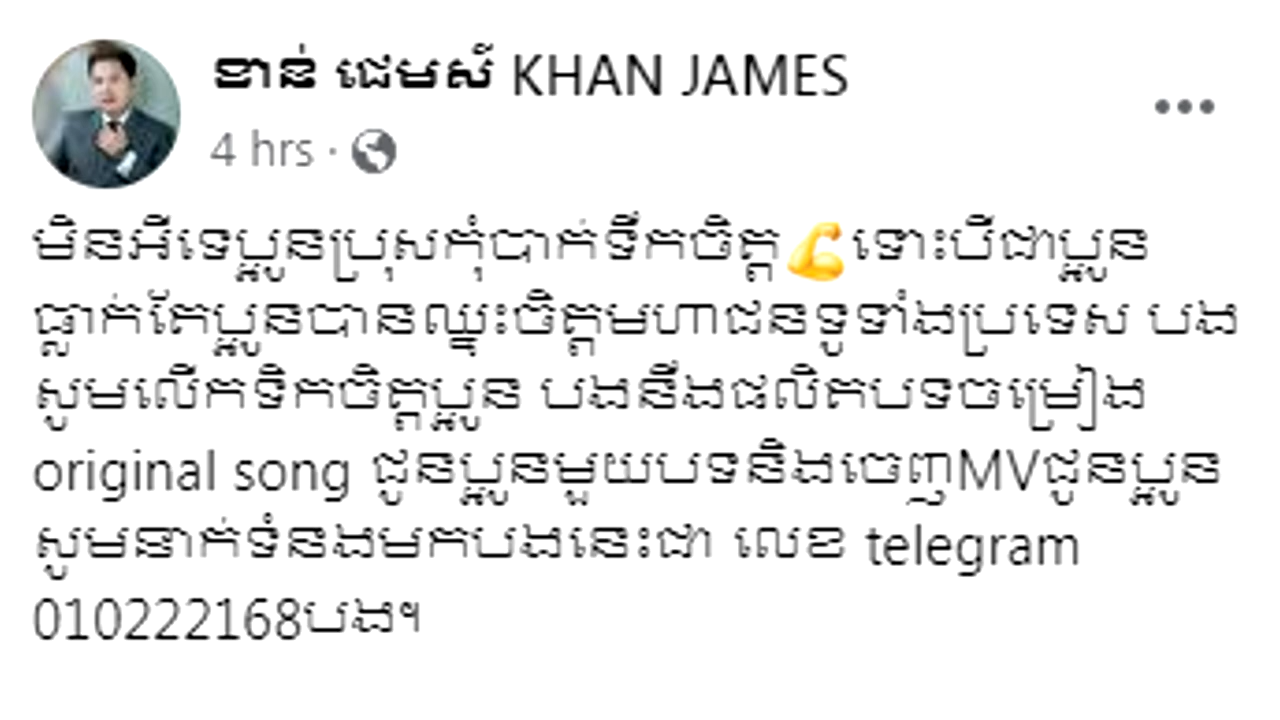 ខាន់ ជេមស៍ KHAN JAMES
4 hrs ·
មិនអីទេប្អូនប្រុសកុំបាក់ទឹកចិត្ត💪ទោះបីជាប្អូន
ធ្លាក់តែប្អូនបានឈ្នះចិត្តមហាជនទូទាំងប្រទេស បង
សូមលើកទិកចិត្តប្អូន បងនឹងផលិតបទចម្រៀង
original song ជូនប្អូនមួយបទនិងចេញMVជូនប្អូន
សូមទាក់ទំនងមកបងនេះជា លេខ telegram
010222168បង។